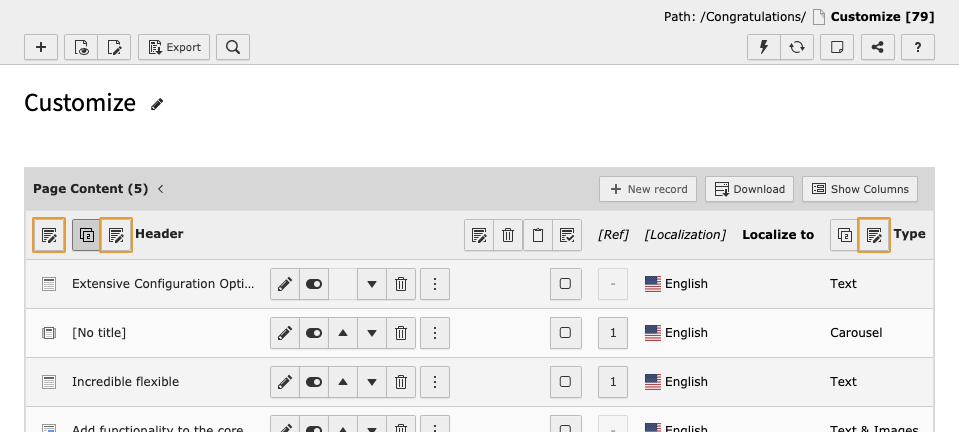 Path: /Congratulations/ Customize [79]
Export ?
Customize
Page Content (5) New record Download Show Columns
Header [Ref] [Localization] Localize to Type
Extensive Configuration Opti... - English Text
[No title] 1 English Carousel
Incredible flexible 1 English Text
Add functionality to the core English Text & Images